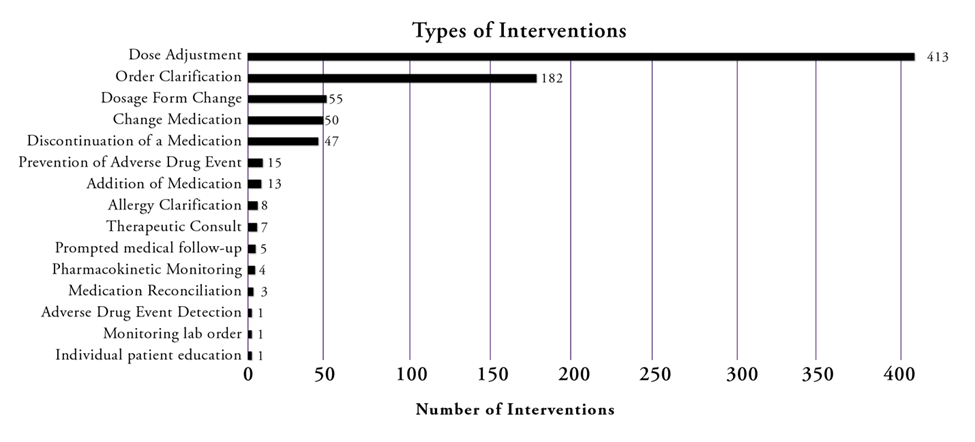 Types of Interventions
Dose Adjustment 413
Order Clarification 182
Dosage Form Change 55
Change Medication 50
Discontinuation of a Medication 47
Prevention of Adverse Drug Event 15
Addition of Medication 13
Allergy Clarification 8
Therapeutic Consult 7
Prompted medical follow-up 5
Pharmacokinetic Monitoring 4
Medication Reconciliation 3
Adverse Drug Event Detection 1
Monitoring lab order 1
Individual patient education 1
0 50 100 150 200 250 300 350 400
Number of Interventions